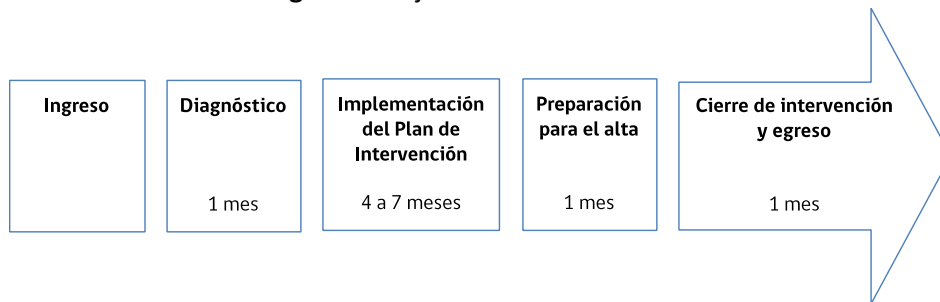 Ingreso
Diagnóstico
1 mes
Implementación
del Plan de
Intervención
4 a 7 meses
Preparación
para el alta
1 mes
Cierre de intervención
y egreso
1 mes